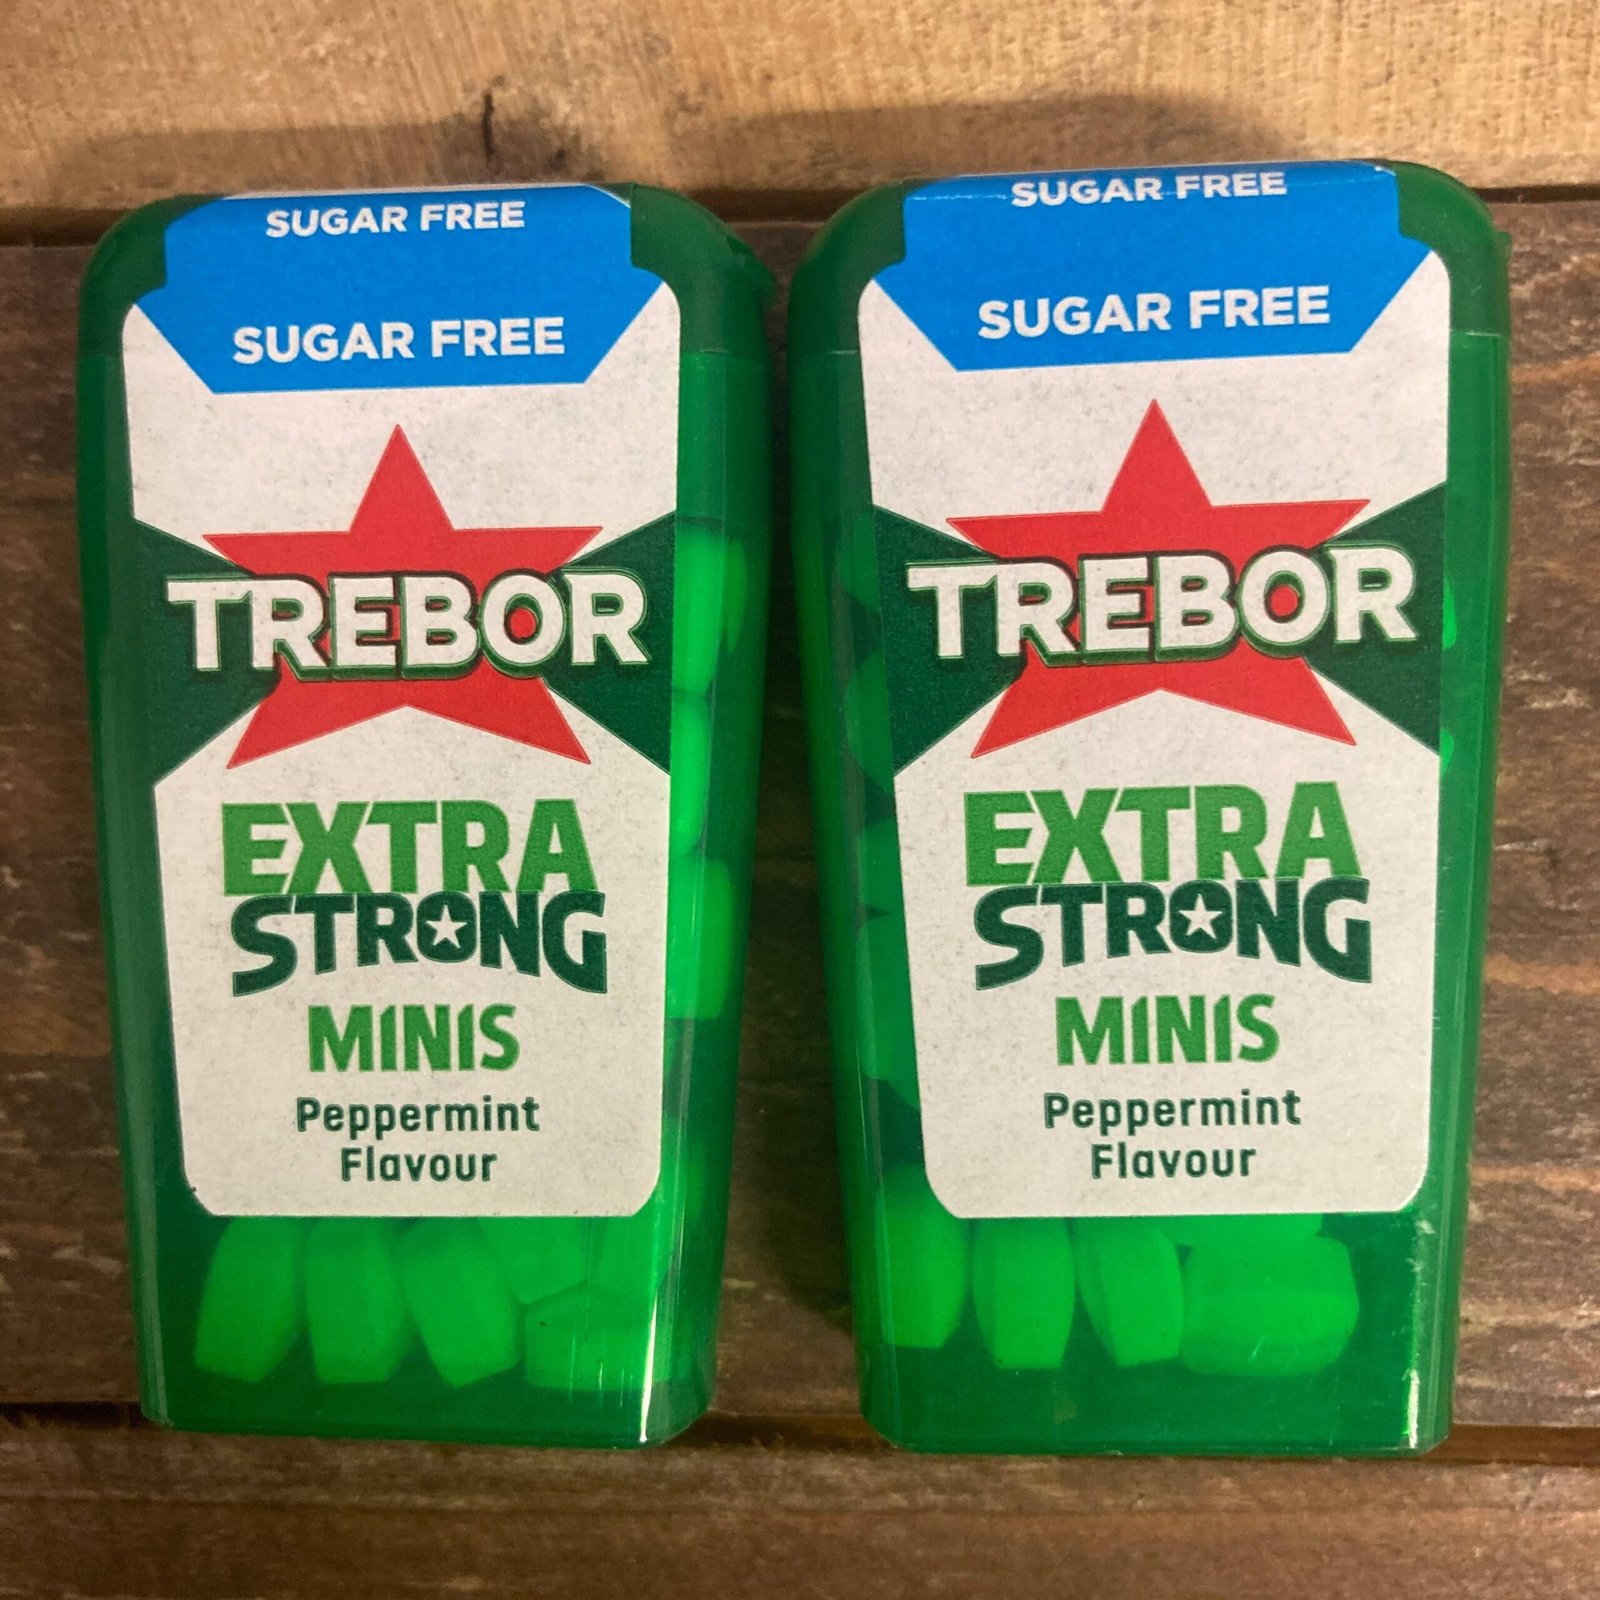 SUGAR FREE
SUGAR FREE
TREBOR
EXTRA
STRONG
MINIS
Peppermint
Flavour
SUGAR FREE
SUGAR FREE
TREBOR
EXTRA
STRONG
MINIS
Peppermint
Flavour